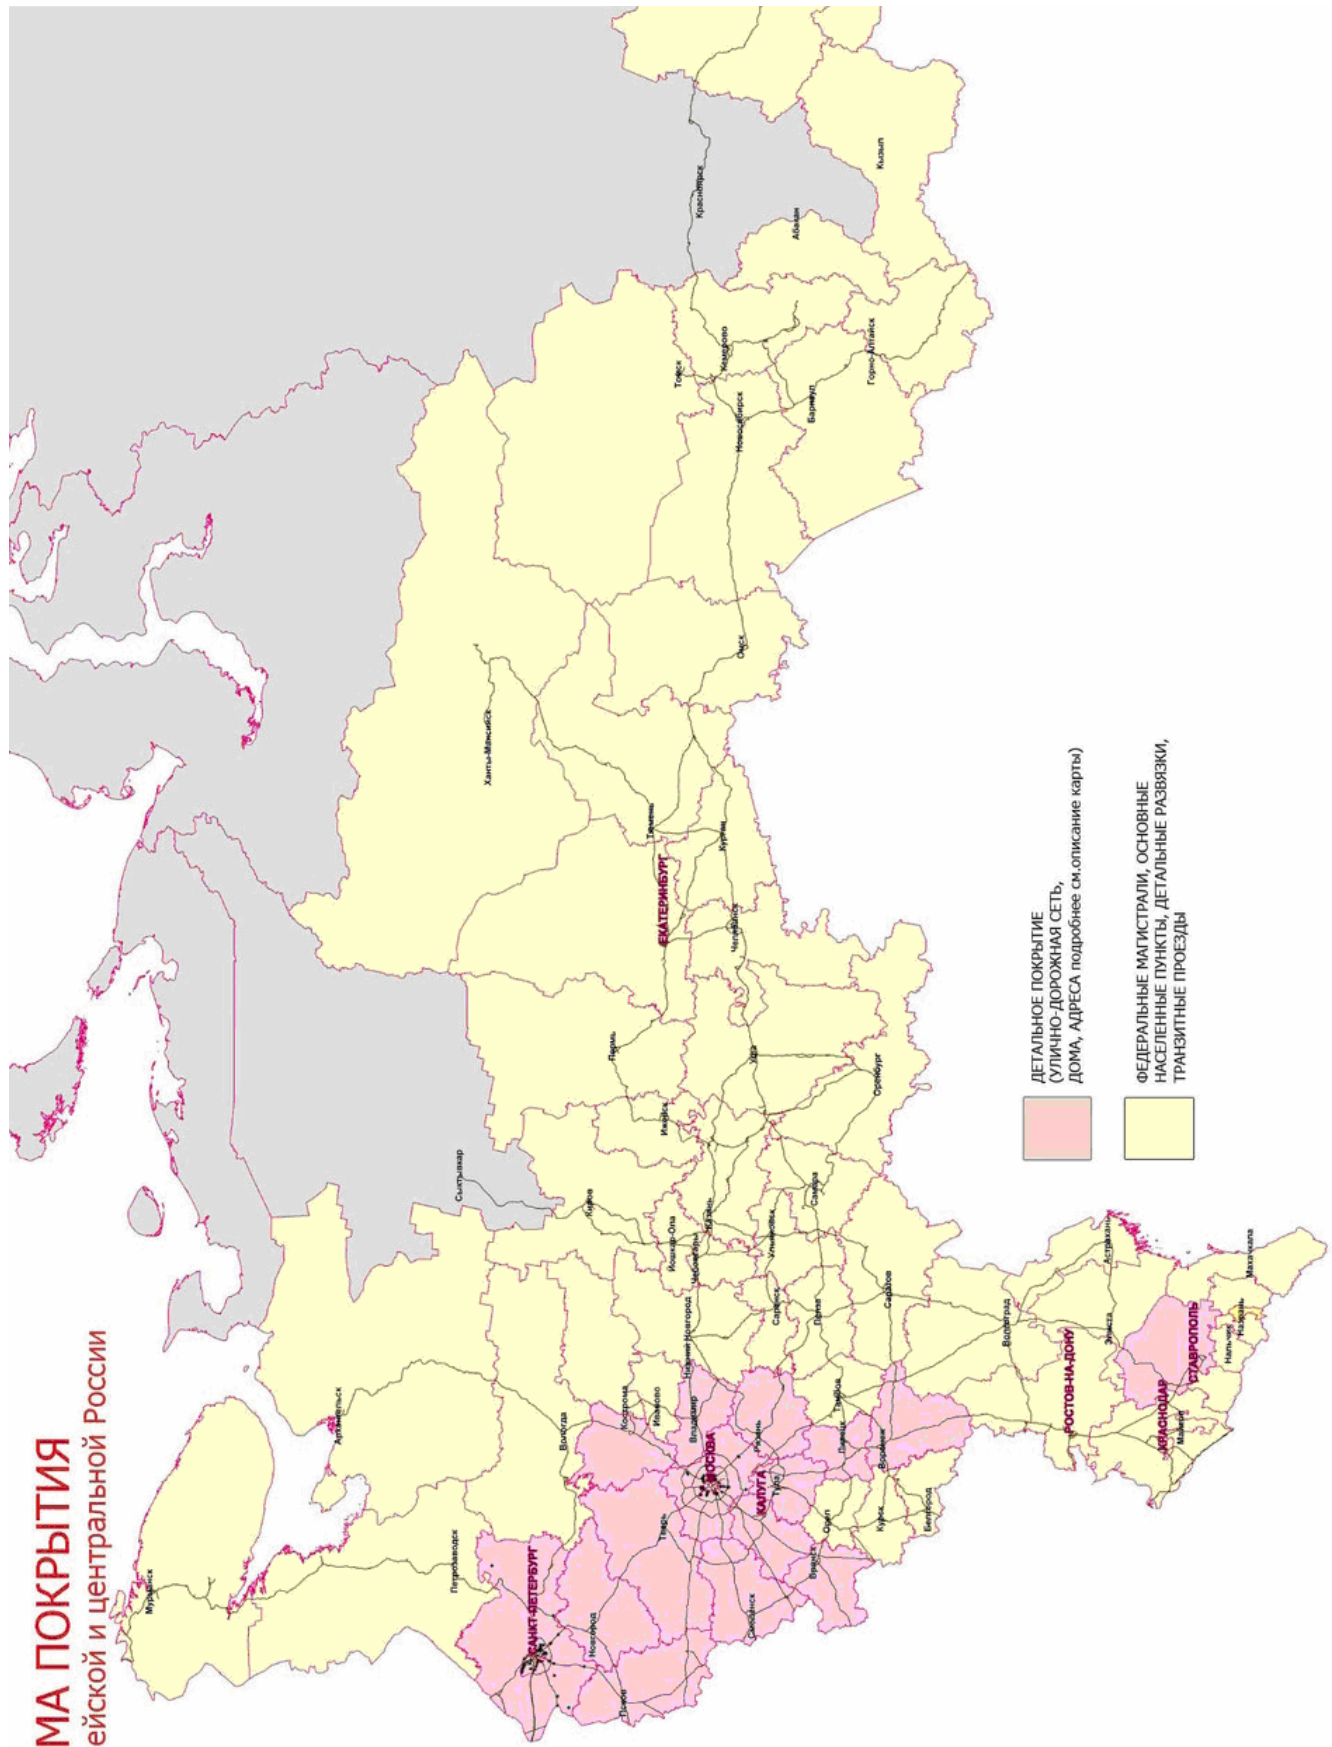 МА ПОКРЫТИЯ
ейской и центральной России
Мурманск
Архангельск
Петрозаводск
САНКТ-ПЕТЕРБУРГ
Новгород
Псков
Вологда
Сыктывкар
Кострома
Иваново
Тверь
Владимир
МОСКВА
Смоленск
КАЛУГА
Тула
Рязань
Брянск
Орел
Курск
Белгород
Липецк
Воронеж
Тамбов
Нижний Новгород
Киров
Йошкар-Ола
Чебоксары
Казань
Саранск
Ульяновск
Пенза
Самара
Саратов
Ижевск
Пермь
Уфа
Оренбург
Волгоград
Астрахань
Элиста
РОСТОВ-НА-ДОНУ
КРАСНОДАР
Майкоп
СТАВРОПОЛЬ
Нальчик
Назрань
Махачкала
Ханты-Мансийск
Тюмень
ЕКАТЕРИНБУРГ
Курган
Челябинск
Омск
Томск
Кемерово
Новосибирск
Барнаул
Горно-Алтайск
Красноярск
Абакан
Кызыл
ДЕТАЛЬНОЕ ПОКРЫТИЕ
(УЛИЧНО-ДОРОЖНАЯ СЕТЬ,
ДОМА, АДРЕСА подробнее см.описание карты)
ФЕДЕРАЛЬНЫЕ МАГИСТРАЛИ, ОСНОВНЫЕ
НАСЕЛЕННЫЕ ПУНКТЫ, ДЕТАЛЬНЫЕ РАЗВЯЗКИ,
ТРАНЗИТНЫЕ ПРОЕЗДЫ